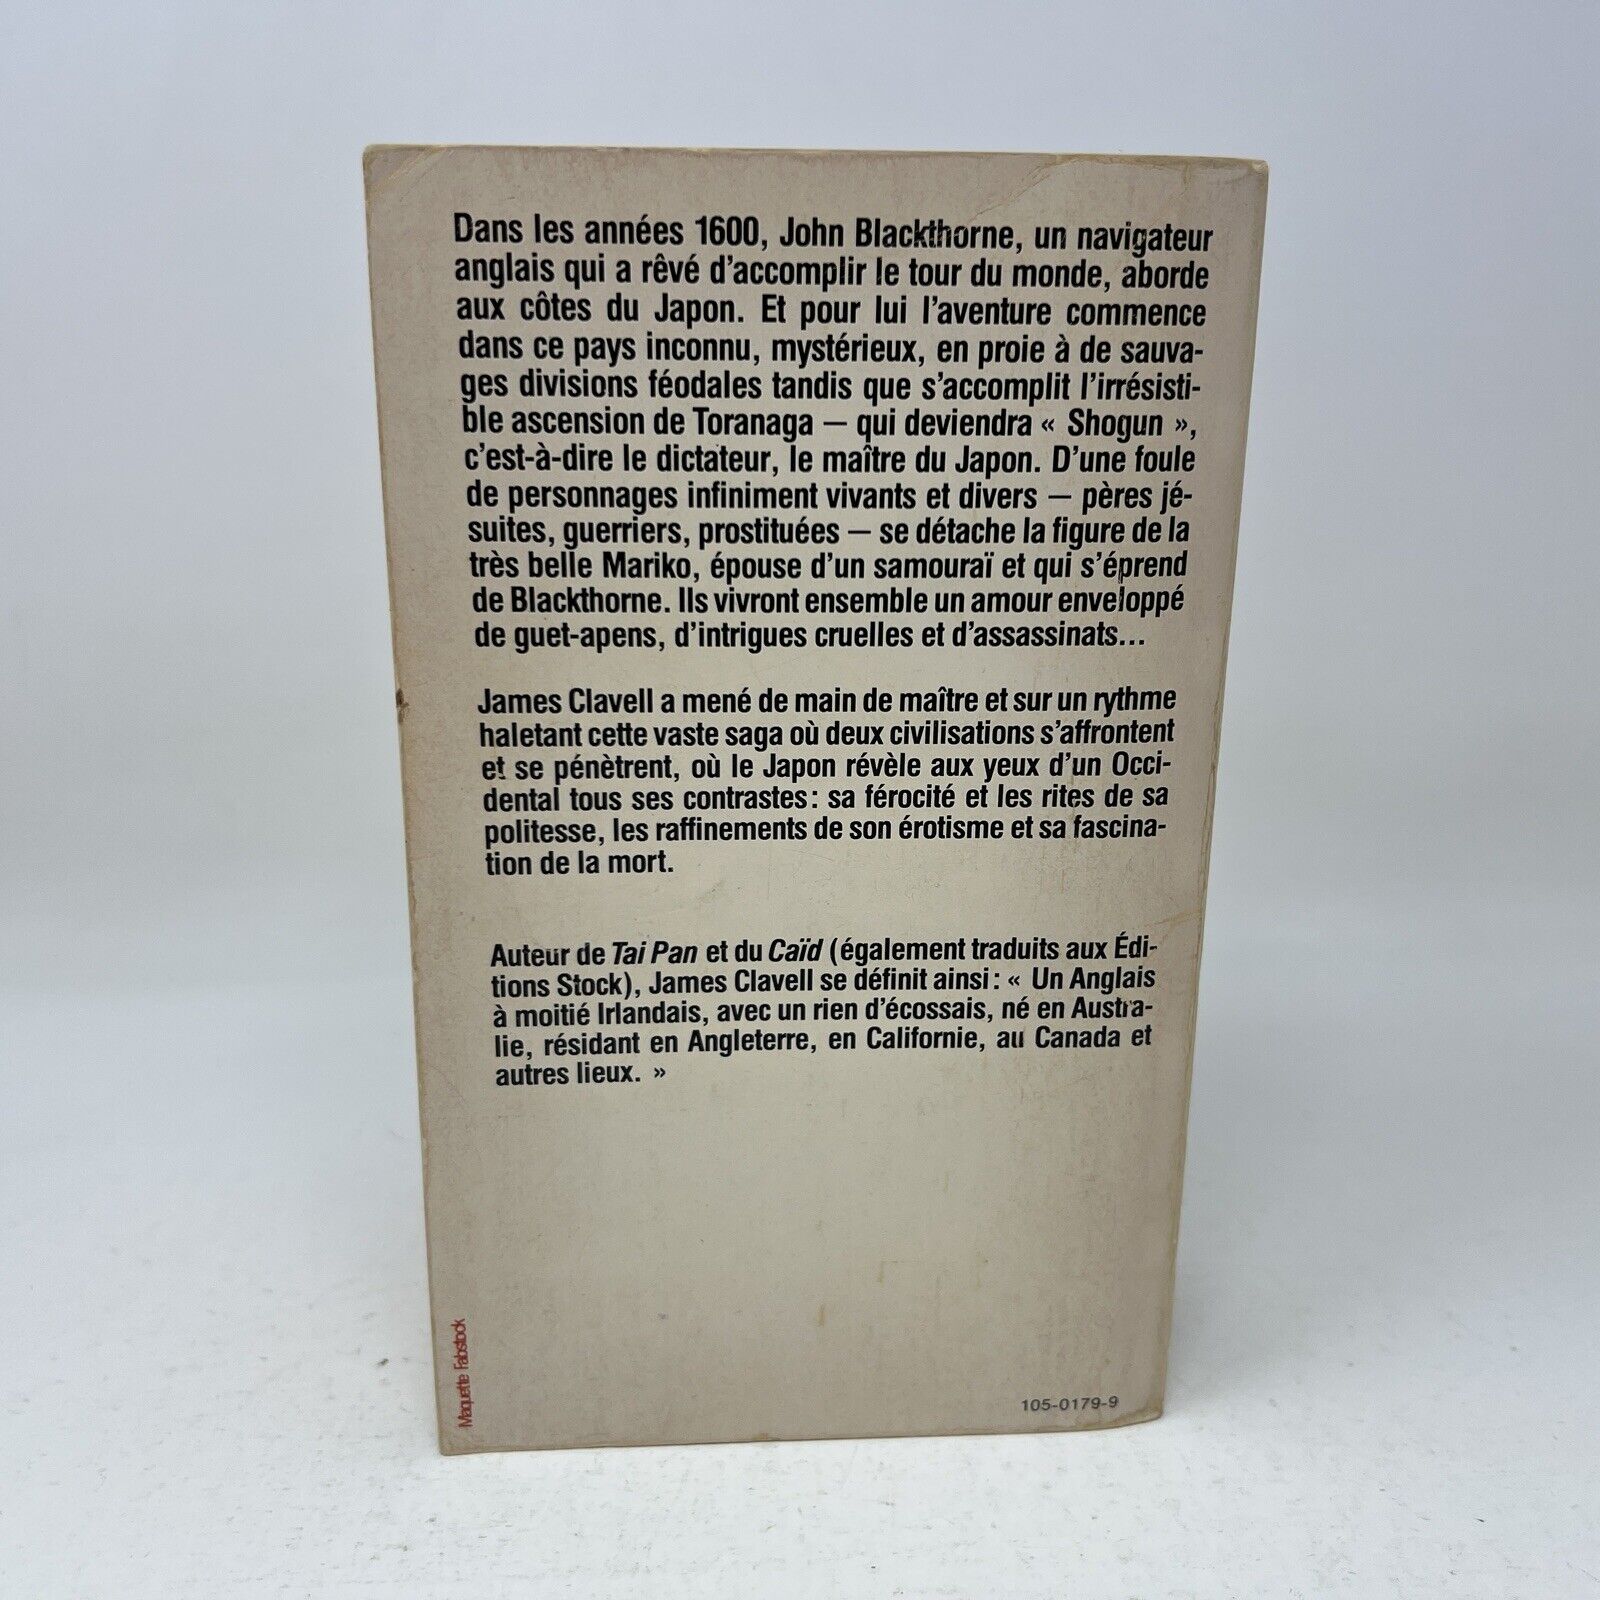 Dans les années 1600, John Blackthorne, un navigateur
anglais qui a rêvé d'accomplir le tour du monde, aborde
aux côtes du Japon. Et pour lui l'aventure commence
dans ce pays inconnu, mystérieux, en proie à de sauva-
ges divisions féodales tandis que s'accomplit l'irrésisti-
ble ascension de Toranaga — qui deviendra « Shogun »,
c'est-à-dire le dictateur, le maître du Japon. D'une foule
de personnages infiniment vivants et divers — pères jé-
suites, guerriers, prostituées — se détache la figure de la
très belle Mariko, épouse d'un samouraï et qui s'éprend
de Blackthorne. Ils vivront ensemble un amour enveloppé
de guet-apens, d'intrigues cruelles et d'assassinats...
James Clavell a mené de main de maître et sur un rythme
haletant cette vaste saga où deux civilisations s'affrontent
et se pénètrent, où le Japon révèle aux yeux d'un Occi-
dental tous ses contrastes : sa férocité et les rites de sa
politesse, les raffinements de son érotisme et sa fascina-
tion de la mort.
Auteur de Tai Pan et du Caïd (également traduits aux Édi-
tions Stock), James Clavell se définit ainsi : « Un Anglais
à moitié Irlandais, avec un rien d'écossais, né en Austra-
lie, résidant en Angleterre, en Californie, au Canada et
autres lieux. »
Maquette Fabstock
105-0179-9